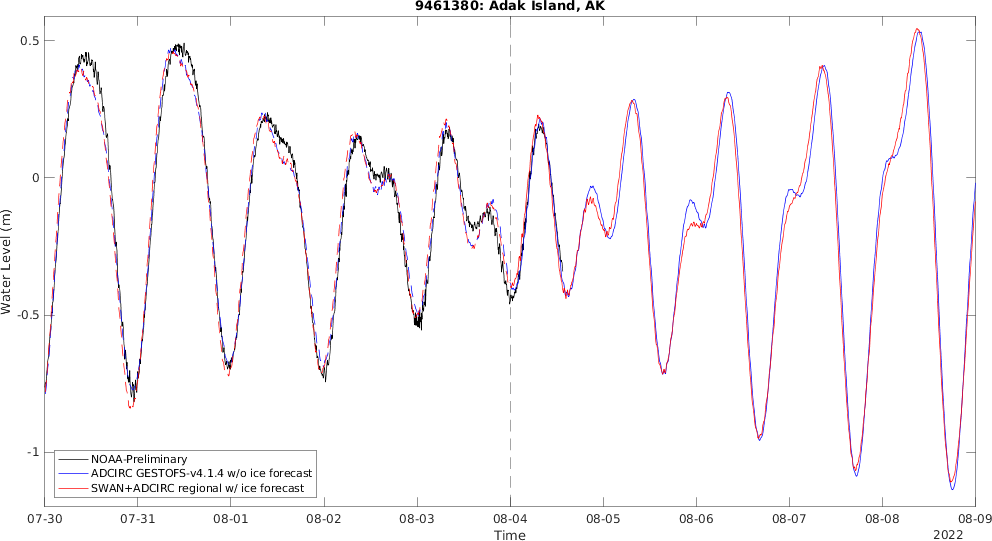 9461380: Adak Island, AK
0.5
0
-0.5
-1
Water Level (m)
NOAA-Preliminary
ADCIRC GESTOFS-v4.1.4 w/o ice forecast
SWAN+ADCIRC regional w/ ice forecast
07-30 07-31 08-01 08-02 08-03 08-04 08-05 08-06 08-07 08-08 08-09
Time
2022